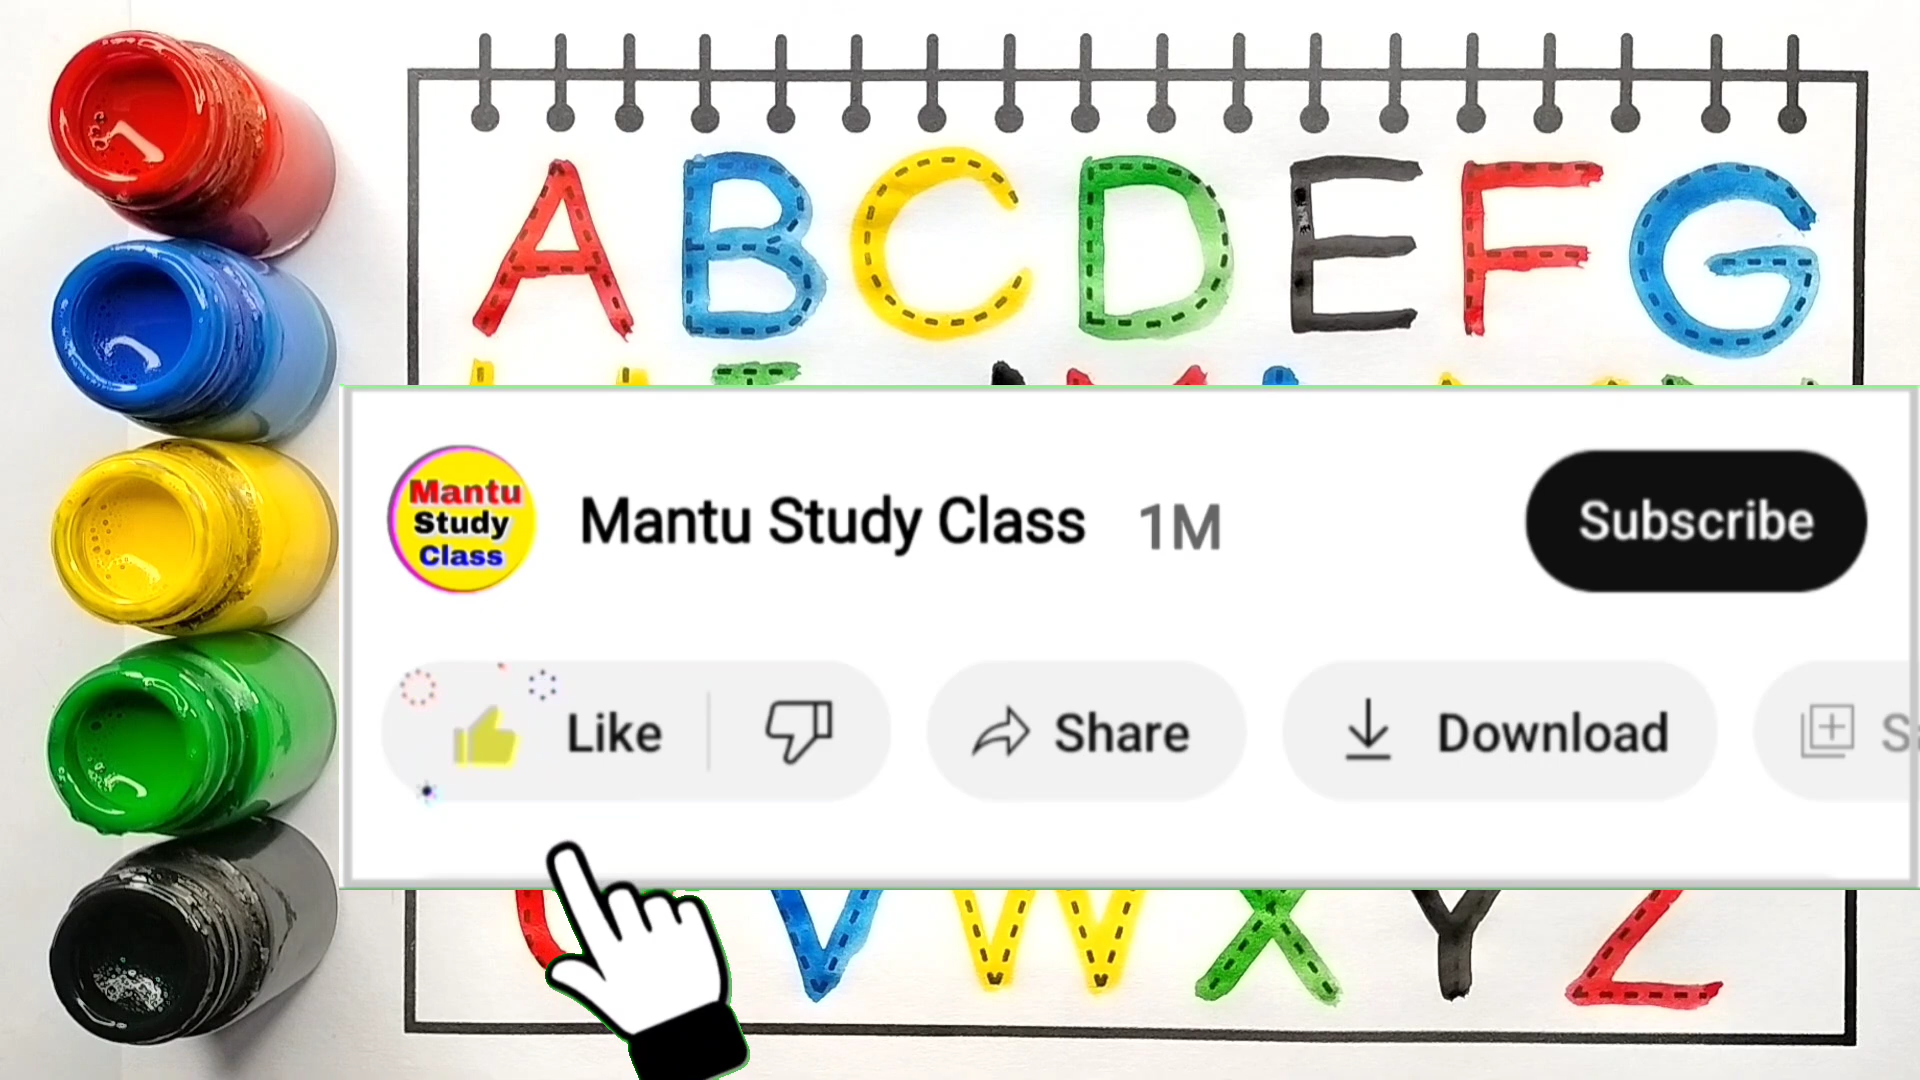 A B C D E F G
Mantu
Study
Class
Mantu Study Class 1M
Subscribe
Like
Share
Download
V W X Y Z